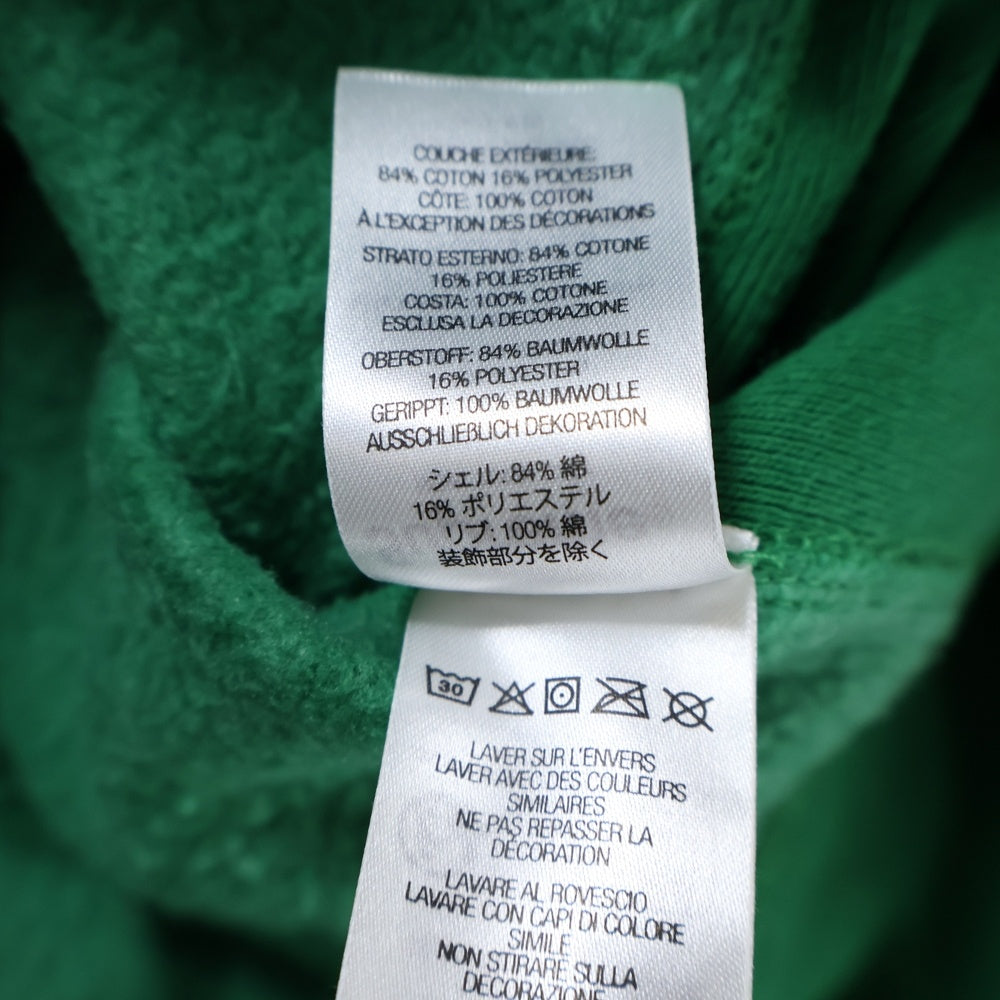 COUCHE EXTÉRIEURE:
84% COTON 16% POLYESTER
CÔTE: 100% COTON
À L'EXCEPTION DES DÉCORATIONS
STRATO ESTERNO: 84% COTONE
16% POLIESTERE
COSTA: 100% COTONE
ESCLUSA LA DECORAZIONE
OBERSTOFF: 84% BAUMWOLLE
16% POLYESTER
GERIPPT: 100% BAUMWOLLE
AUSSCHLIEßLICH DEKORATION
シェル: 84% 綿
16% ポリエステル
リブ: 100% 綿
装飾部分を除く
30
LAVER SUR L'ENVERS
LAVER AVEC DES COULEURS
SIMILAIRES
NE PAS REPASSER LA
DÉCORATION
LAVARE AL ROVESCIO
LAVARE CON CAPI DI COLORE
SIMILE
NON STIRARE SULLA
DECORAZIONE